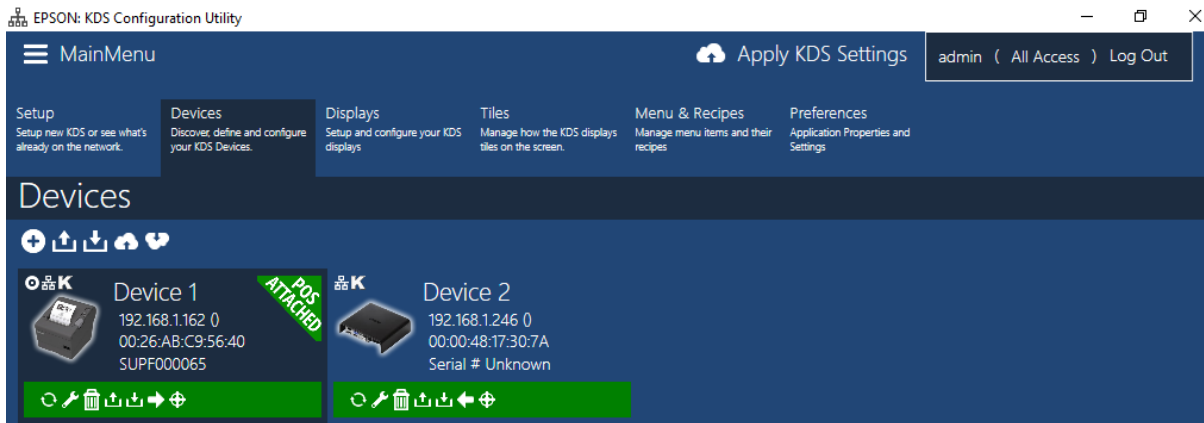 EPSON: KDS Configuration Utility
MainMenu
Apply KDS Settings
admin ( All Access ) Log Out
Setup
Setup new KDS or see what's
already on the network.
Devices
Discover, define and configure
your KDS Devices.
Displays
Setup and configure your KDS
displays
Tiles
Manage how the KDS displays
tiles on the screen.
Menu & Recipes
Manage menu items and their
recipes
Preferences
Application Properties and
Settings
Devices
K
Device 1
192.168.1.162 ()
00:26:AB:C9:56:40
SUPF000065
POS
ATTACHED
K
Device 2
192.168.1.246 ()
00:00:48:17:30:7A
Serial # Unknown